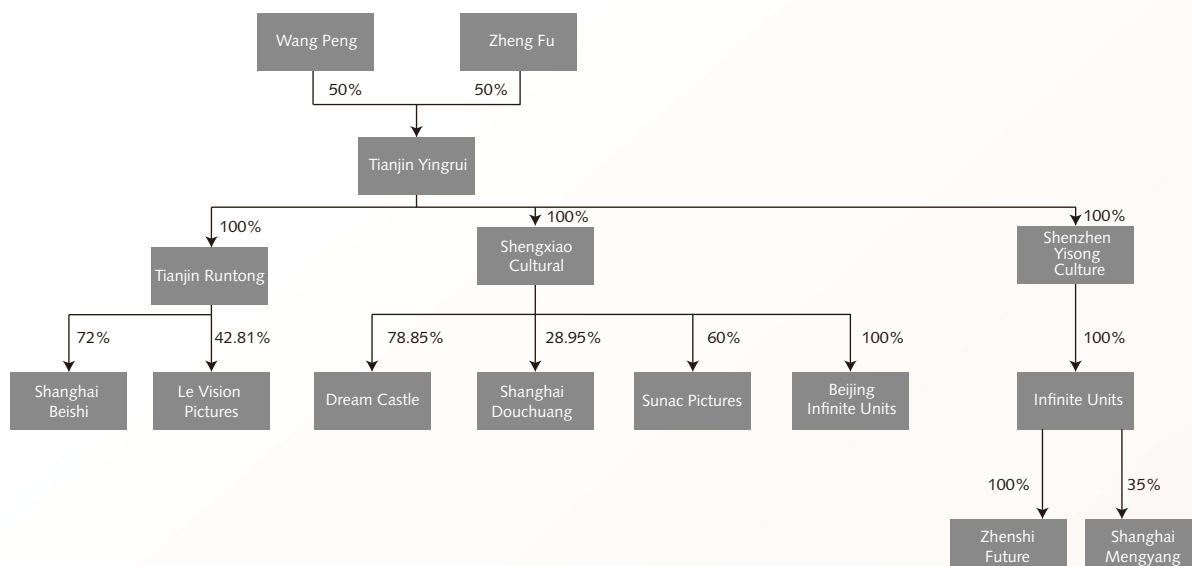 Wang Peng
Zheng Fu
50%
50%
Tianjin Yingrui
100%
100%
100%
Tianjin Runtong
Shengxiao
Cultural
Shenzhen
Yisong
Culture
72%
42.81%
78.85%
28.95%
60%
100%
100%
Shanghai
Beishi
Le Vision
Pictures
Dream Castle
Shanghai
Douchuang
Sunac Pictures
Beijing
Infinite Units
Infinite Units
100%
35%
Zhenshi
Future
Shanghai
Mengyang